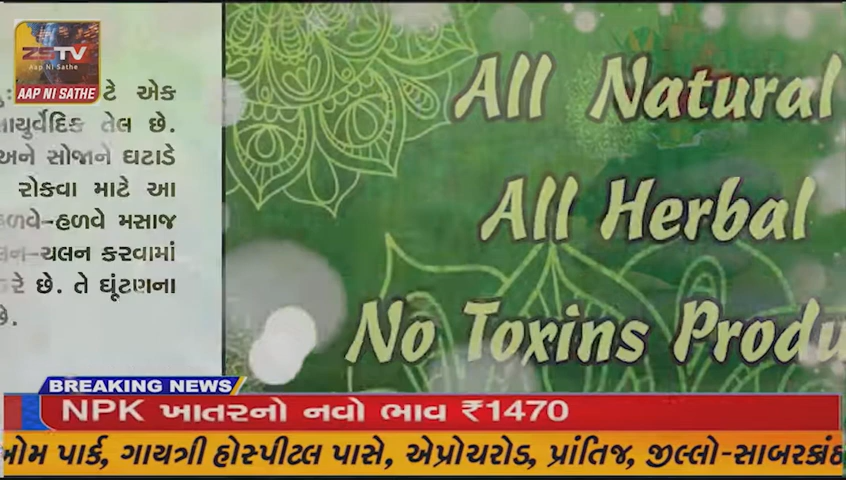 ZSTV
Aap Ni Sathe
AAP NI SATHE
ટે એક
તેલ છે.
અને સોજાને ઘટાડે
રોકવા માટે આ
હળવે-હળવે મસાજ
ચલન કરવામાં
છે. તે ઘૂંટણના
છે.
All Natural
All Herbal
No Toxins Produ
BREAKING NEWS
NPK ખાતરનો નવો ભાવ ₹1470
ઓમ પાર્ક, ગાયત્રી હોસ્પીટલ પાસે, એપ્રોચરોડ, પ્રાંતિજ, જીલ્લો-સાબરકાંઠ